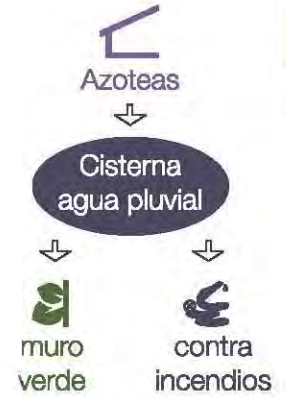 Azoteas
Cisterna
agua pluvial
muro
verde
contra
incendios